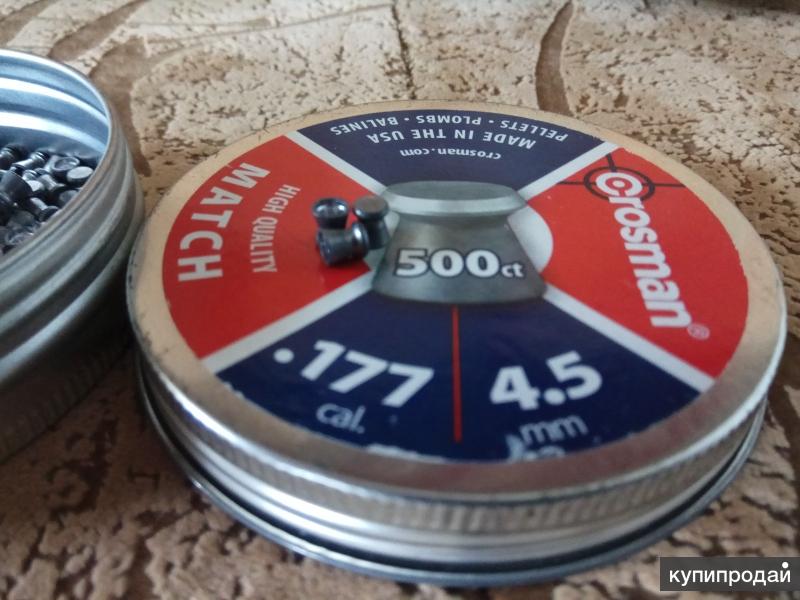 PELLETS • PLOMBS • BALINES
MADE IN THE USA
crosman.com
HIGH QUALITY
MATCH
crosman®
500ct
.177
cal.
4.5
mm
купипродай